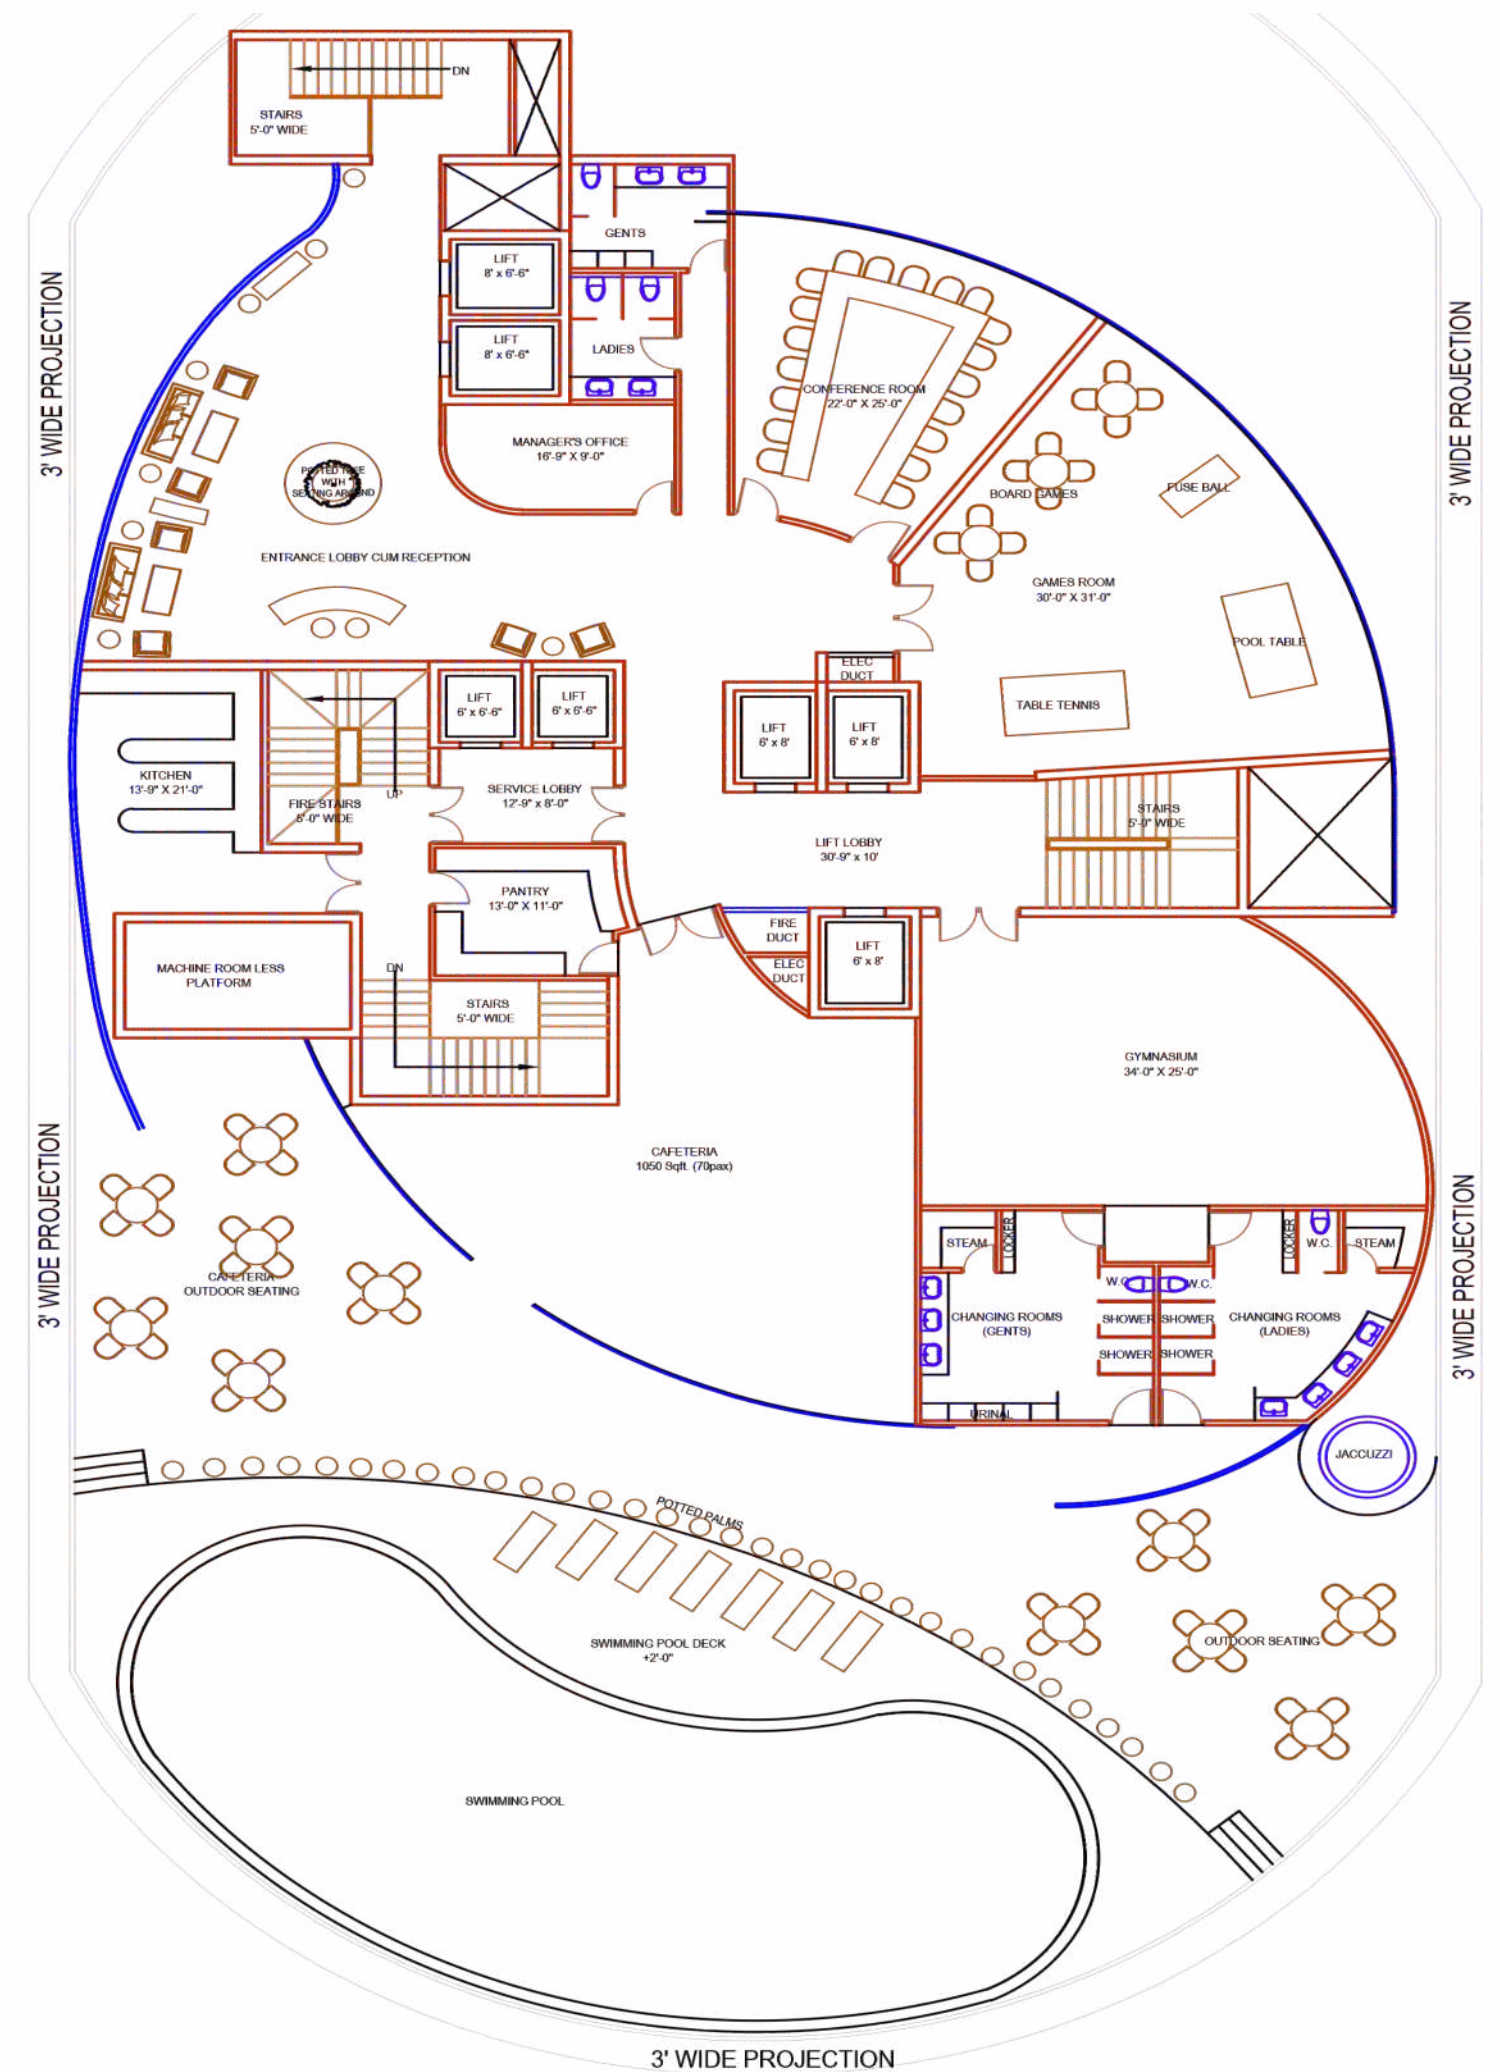 DN
STAIRS
5'-0" WIDE
GENTS
LIFT
8' x 6'-6"
LIFT
8' x 6'-6"
LADIES
3' WIDE PROJECTION
3' WIDE PROJECTION
CONFERENCE ROOM
22'-0" X 25'-0"
MANAGER'S OFFICE
16'-9" X 9'-0"
POTTED TREE
WITH
SEATING AROUND
BOARD GAMES
FUSE BALL
ENTRANCE LOBBY CUM RECEPTION
GAMES ROOM
30'-0" X 31'-0"
POOL TABLE
ELEC
DUCT
LIFT
6' x 6'-6"
LIFT
6' x 6'-6"
TABLE TENNIS
LIFT
6' x 8'
LIFT
6' x 8'
KITCHEN
13'-9" X 21'-0"
UP
FIRE STAIRS
5'-0" WIDE
SERVICE LOBBY
12'-9" x 8'-0"
STAIRS
5'-0" WIDE
LIFT LOBBY
30'-9" x 10'
PANTRY
13'-0" X 11'-0"
FIRE
DUCT
LIFT
6' x 8'
ELEC
DUCT
MACHINE ROOM LESS
PLATFORM
DN
STAIRS
5'-0" WIDE
GYMNASIUM
34'-0" X 25'-0"
CAFETERIA
1050 Sqft. (70pax)
3' WIDE PROJECTION
3' WIDE PROJECTION
STEAM
LOCKER
LOCKER
W.C.
STEAM
CAFETERIA
OUTDOOR SEATING
W.C.
W.C.
CHANGING ROOMS
(GENTS)
SHOWER
SHOWER
CHANGING ROOMS
(LADIES)
SHOWER
SHOWER
URINAL
JACCUZZI
POTTED PALMS
SWIMMING POOL DECK
+2'-0"
OUTDOOR SEATING
SWIMMING POOL
3' WIDE PROJECTION